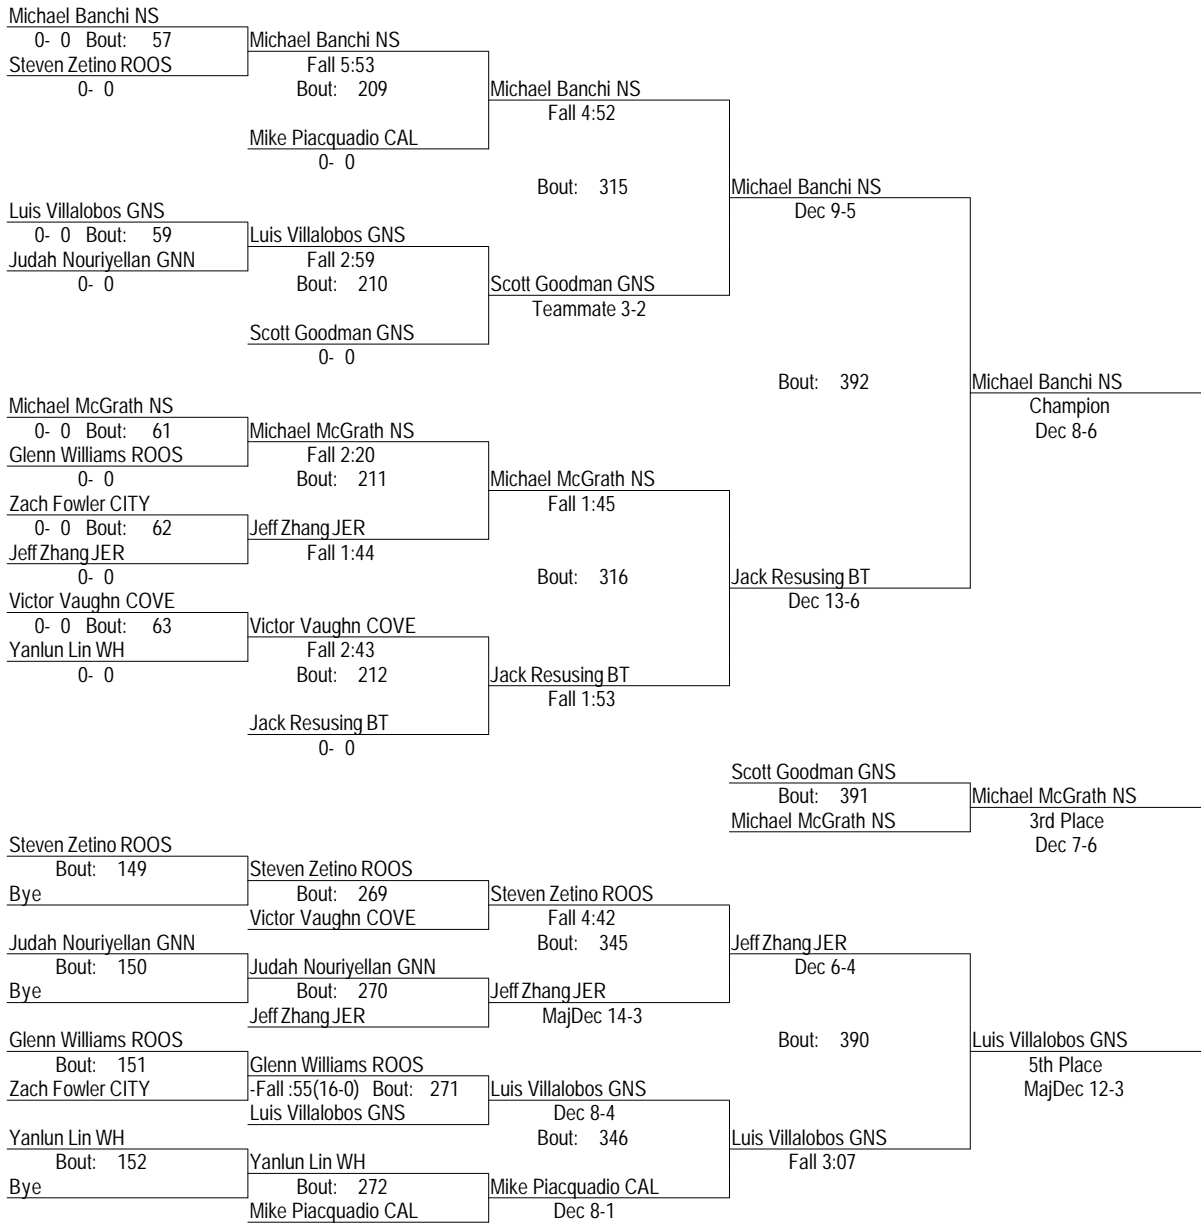 Michael Banchi NS
0- 0 Bout: 57 Michael Banchi NS
Steven Zetino ROOS Fall 5:53
0- 0 Bout: 209 Michael Banchi NS
Fall 4:52
Mike Piacquadio CAL
0- 0
Bout: 315 Michael Banchi NS
Dec 9-5
Luis Villalobos GNS
0- 0 Bout: 59 Luis Villalobos GNS
Judah Nouriyellan GNN Fall 2:59
0- 0 Bout: 210 Scott Goodman GNS
Teammate 3-2
Scott Goodman GNS
0- 0
Bout: 392 Michael Banchi NS
Michael McGrath NS Champion
0- 0 Bout: 61 Michael McGrath NS Dec 8-6
Glenn Williams ROOS Fall 2:20
0- 0 Bout: 211 Michael McGrath NS
Zach Fowler CITY Fall 1:45
0- 0 Bout: 62 Jeff Zhang JER
Jeff Zhang JER Fall 1:44
0- 0 Bout: 316 Jack Resusing BT
Victor Vaughn COVE Dec 13-6
0- 0 Bout: 63 Victor Vaughn COVE
Yanlun Lin WH Fall 2:43
0- 0 Bout: 212 Jack Resusing BT
Fall 1:53
Jack Resusing BT
0- 0
Scott Goodman GNS
Bout: 391 Michael McGrath NS
Michael McGrath NS 3rd Place
Steven Zetino ROOS Dec 7-6
Bout: 149 Steven Zetino ROOS
Bye Bout: 269 Steven Zetino ROOS
Victor Vaughn COVE Fall 4:42
Judah Nouriyellan GNN Bout: 345 Jeff Zhang JER
Bout: 150 Judah Nouriyellan GNN Dec 6-4
Bye Bout: 270 Jeff Zhang JER
Jeff Zhang JER MajDec 14-3
Glenn Williams ROOS Bout: 390 Luis Villalobos GNS
Bout: 151 Glenn Williams ROOS 5th Place
Zach Fowler CITY -Fall :55(16-0) Bout: 271 Luis Villalobos GNS MajDec 12-3
Luis Villalobos GNS Dec 8-4
Yanlun Lin WH Bout: 346 Luis Villalobos GNS
Bout: 152 Yanlun Lin WH Fall 3:07
Bye Bout: 272 Mike Piacquadio CAL
Mike Piacquadio CAL Dec 8-1